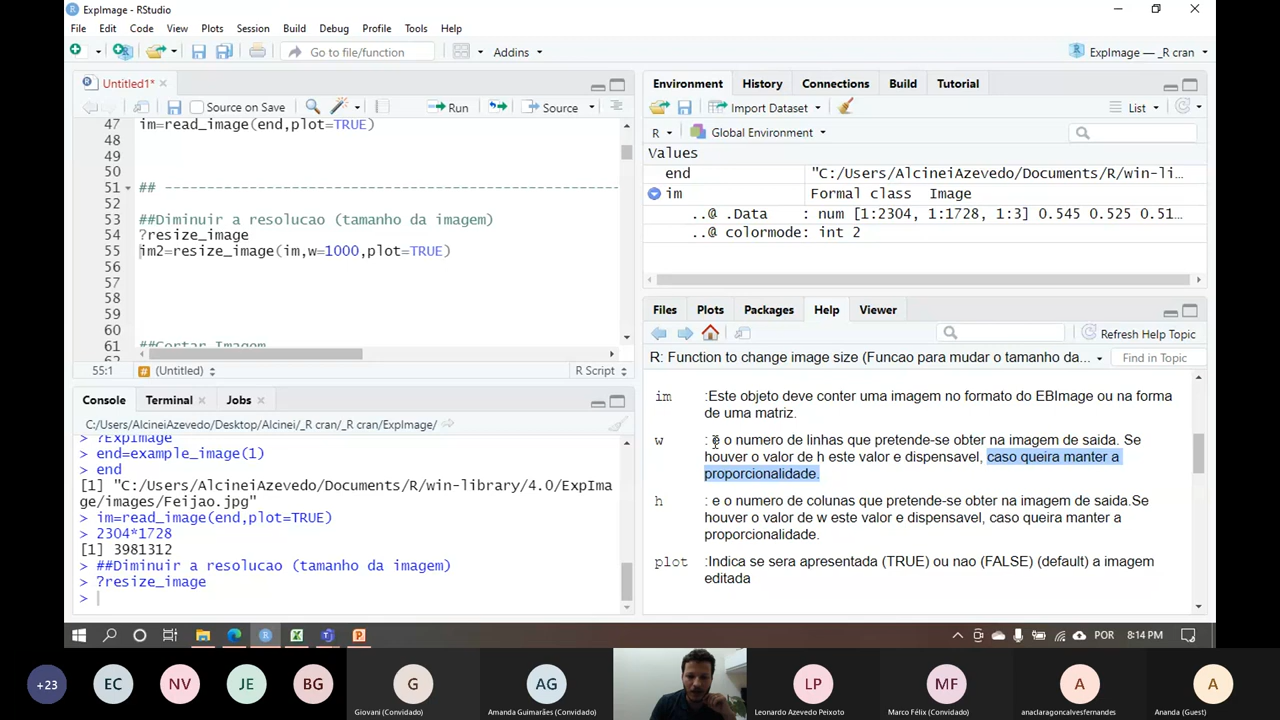 ExpImage - RStudio
File Edit Code View Plots Session Build Debug Profile Tools Help
Go to file/function Addins ExpImage — _R cran
Untitled1*
Source on Save Run Source
47 im=read_image(end,plot=TRUE)
48
49
50
51 ## -----------------------------------------------------
52
53 ##Diminuir a resolucao (tamanho da imagem)
54 ?resize_image
55 im2=resize_image(im,w=1000,plot=TRUE)
56
57
58
59
60
61 ##Cortar Imagem
62
55:1 (Untitled) R Script
Console Terminal Jobs
C:/Users/AlcineiAzevedo/Desktop/Alcinei/_R cran/_R cran/ExpImage/
> ?ExpImage
> end=example_image(1)
> end
[1] "C:/Users/AlcineiAzevedo/Documents/R/win-library/4.0/ExpIma
ge/images/Feijao.jpg"
> im=read_image(end,plot=TRUE)
> 2304*1728
[1] 3981312
> ##Diminuir a resolucao (tamanho da imagem)
> ?resize_image
>
Environment History Connections Build Tutorial
Import Dataset List
R Global Environment
Values
end "C:/Users/AlcineiAzevedo/Documents/R/win-li…
im Formal class Image
..@ .Data : num [1:2304, 1:1728, 1:3] 0.545 0.525 0.51…
..@ colormode: int 2
Files Plots Packages Help Viewer
Refresh Help Topic
R: Function to change image size (Funcao para mudar o tamanho da... Find in Topic
im :Este objeto deve conter uma imagem no formato do EBImage ou na forma
de uma matriz.
w : e o numero de linhas que pretende-se obter na imagem de saida. Se
houver o valor de h este valor e dispensavel, caso queira manter a
proporcionalidade.
h : e o numero de colunas que pretende-se obter na imagem de saida.Se
houver o valor de w este valor e dispensavel, caso queira manter a
proporcionalidade.
plot :Indica se sera apresentada (TRUE) ou nao (FALSE) (default) a imagem
editada
POR 8:14 PM
+23 EC NV JE BG G AG LP MF A A
Giovani (Convidado) Amanda Guimarães (Convidado) Leonardo Azevedo Peixoto Marco Félix (Convidado) anaclaragoncalvesfernandes Ananda (Guest)